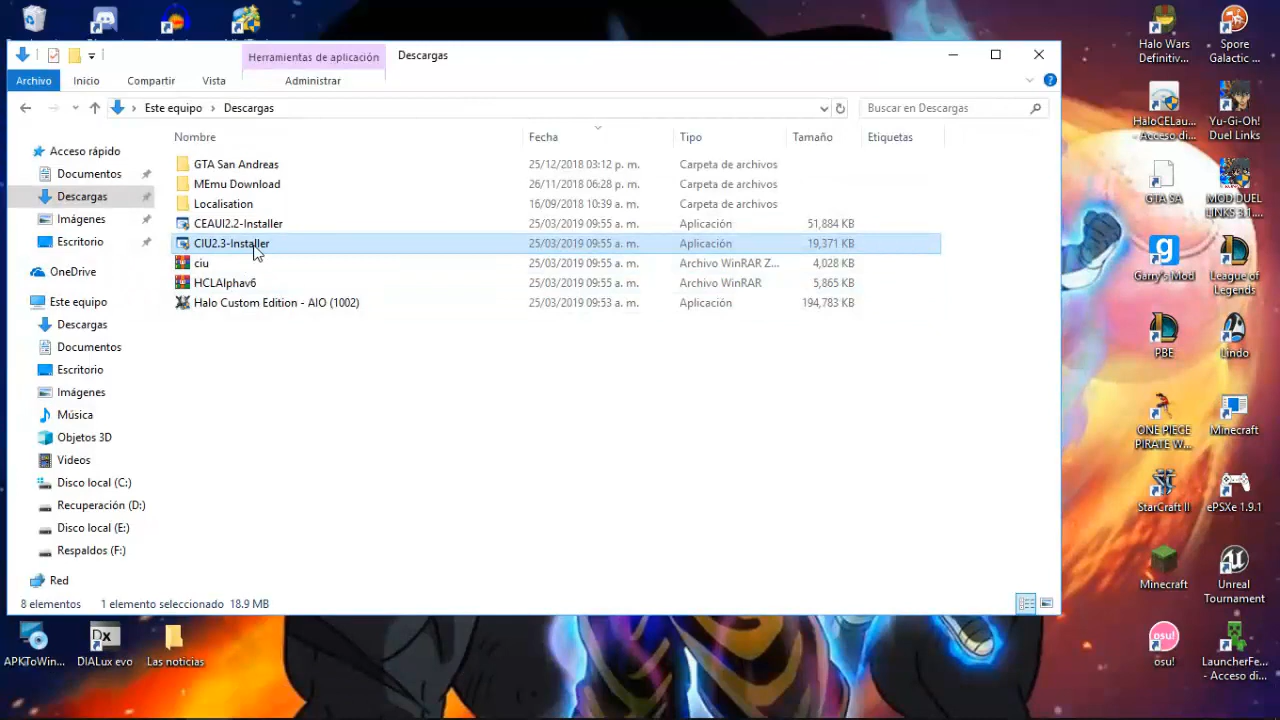 Herramientas de aplicación
Descargas
Archivo
Inicio
Compartir
Vista
Administrar
Este equipo
Descargas
Buscar en Descargas
Nombre
Fecha
Tipo
Tamaño
Etiquetas
GTA San Andreas 25/12/2018 03:12 p. m. Carpeta de archivos
MEmu Download 26/11/2018 06:28 p. m. Carpeta de archivos
Localisation 16/09/2018 10:39 a. m. Carpeta de archivos
CEAUI2.2-Installer 25/03/2019 09:55 a. m. Aplicación 51,884 KB
CIU2.3-Installer 25/03/2019 09:55 a. m. Aplicación 19,371 KB
ciu 25/03/2019 09:55 a. m. Archivo WinRAR Z... 4,028 KB
HCLAlphav6 25/03/2019 09:55 a. m. Archivo WinRAR 5,865 KB
Halo Custom Edition - AIO (1002) 25/03/2019 09:53 a. m. Aplicación 194,783 KB
Acceso rápido
Documentos
Descargas
Imágenes
Escritorio
OneDrive
Este equipo
Descargas
Documentos
Escritorio
Imágenes
Música
Objetos 3D
Videos
Disco local (C:)
Recuperación (D:)
Disco local (E:)
Respaldos (F:)
Red
8 elementos
1 elemento seleccionado 18.9 MB
Halo Wars
Definitiv...
Spore
Galactic ...
HaloCELau...
- Acceso di...
Yu-Gi-Oh!
Duel Links
GTA SA
MOD DUEL
LINKS 3.1....
Garry's Mod
League of
Legends
PBE
Lindo
ONE PIECE
PIRATE W...
Minecraft
StarCraft II
ePSXe 1.9.1
Minecraft
Unreal
Tournament
osu!
osu!
LauncherFe...
- Acceso di...
APKToWin...
Dx
DIALux evo
Las noticias